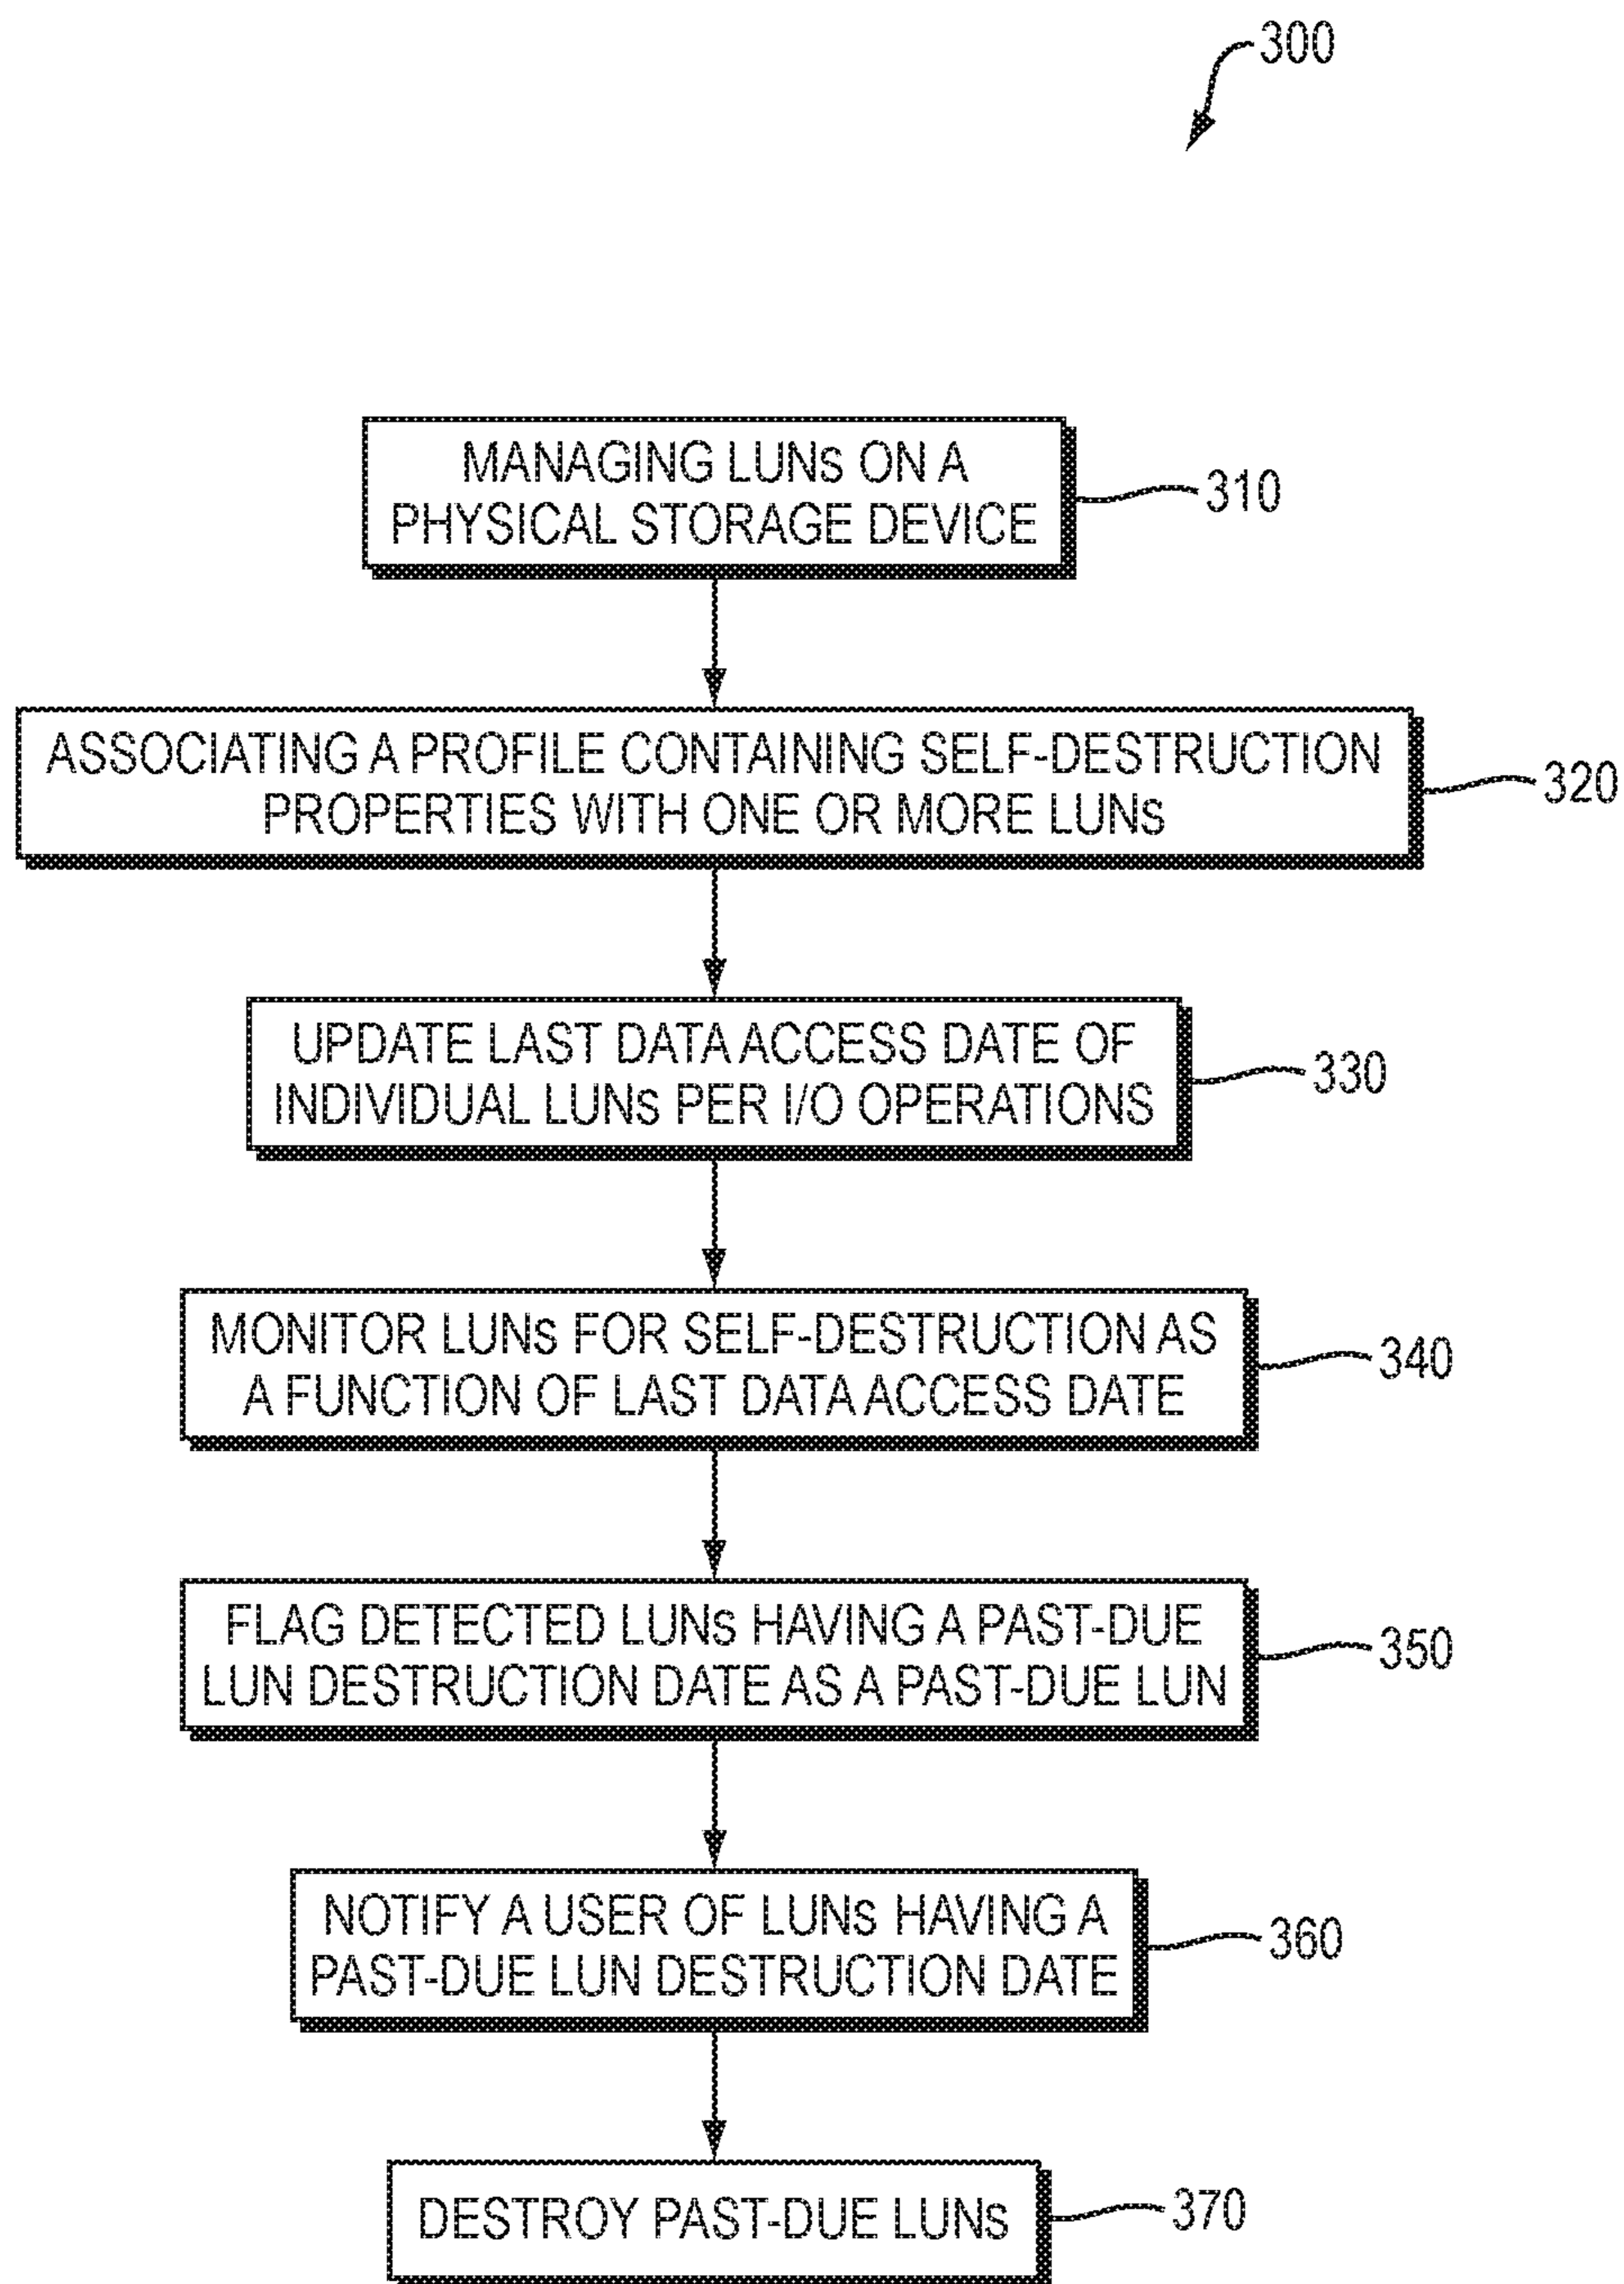 300
MANAGING LUNs ON A
PHYSICAL STORAGE DEVICE
310
ASSOCIATING A PROFILE CONTAINING SELF-DESTRUCTION
PROPERTIES WITH ONE OR MORE LUNs
320
UPDATE LAST DATA ACCESS DATE OF
INDIVIDUAL LUNs PER I/O OPERATIONS
330
MONITOR LUNs FOR SELF-DESTRUCTION AS
A FUNCTION OF LAST DATA ACCESS DATE
340
FLAG DETECTED LUNs HAVING A PAST-DUE
LUN DESTRUCTION DATE AS A PAST-DUE LUN
350
NOTIFY A USER OF LUNs HAVING A
PAST-DUE LUN DESTRUCTION DATE
360
DESTROY PAST-DUE LUNs
370